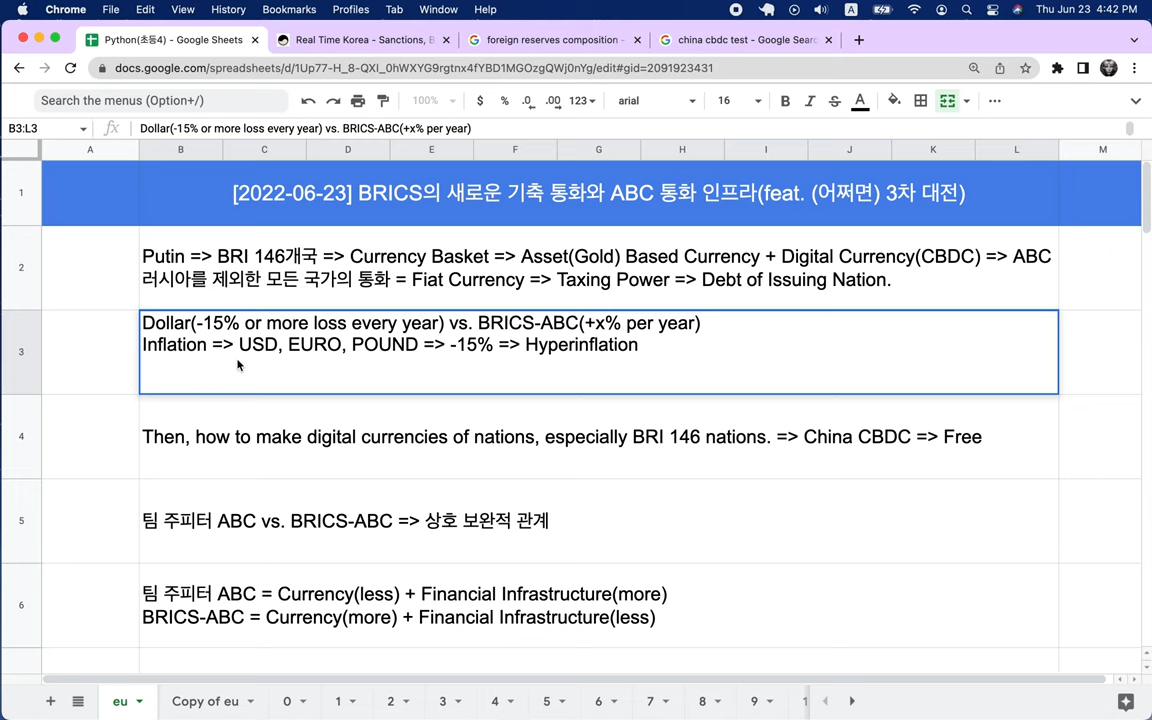 Chrome File Edit View History Bookmarks Profiles Tab Window Help A Thu Jun 23 4:42 PM
Python(초등4) - Google Sheets
Real Time Korea - Sanctions, B
foreign reserves composition -
china cbdc test - Google Searc
docs.google.com/spreadsheets/d/1Up77-H_8-QXI_0hWXYG9rgtnx4fYBD1MGOzgQWj0nYg/edit#gid=2091923431
Search the menus (Option+/) 100% $ % .0 .00 123 arial 16 B I S A
B3:L3 fx Dollar(-15% or more loss every year) vs. BRICS-ABC(+x% per year)
A B C D E F G H I J K L M
1 [2022-06-23] BRICS의 새로운 기축 통화와 ABC 통화 인프라(feat. (어쩌면) 3차 대전)
2 Putin => BRI 146개국 => Currency Basket => Asset(Gold) Based Currency + Digital Currency(CBDC) => ABC
러시아를 제외한 모든 국가의 통화 = Fiat Currency => Taxing Power => Debt of Issuing Nation.
3 Dollar(-15% or more loss every year) vs. BRICS-ABC(+x% per year)
Inflation => USD, EURO, POUND => -15% => Hyperinflation
4 Then, how to make digital currencies of nations, especially BRI 146 nations. => China CBDC => Free
5 팀 주피터 ABC vs. BRICS-ABC => 상호 보완적 관계
6 팀 주피터 ABC = Currency(less) + Financial Infrastructure(more)
BRICS-ABC = Currency(more) + Financial Infrastructure(less)
eu Copy of eu 0 1 2 3 4 5 6 7 8 9 1